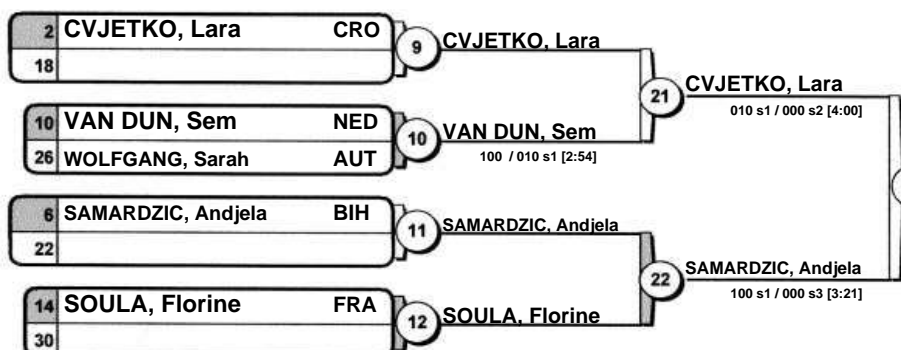 2 CVJETKO, Lara CRO
18
9
CVJETKO, Lara
10 VAN DUN, Sem NED
26 WOLFGANG, Sarah AUT
10
VAN DUN, Sem
100 / 010 s1 [2:54]
21
CVJETKO, Lara
010 s1 / 000 s2 [4:00]
6 SAMARDZIC, Andjela BIH
22
11
SAMARDZIC, Andjela
14 SOULA, Florine FRA
30
12
SOULA, Florine
22
SAMARDZIC, Andjela
100 s1 / 000 s3 [3:21]